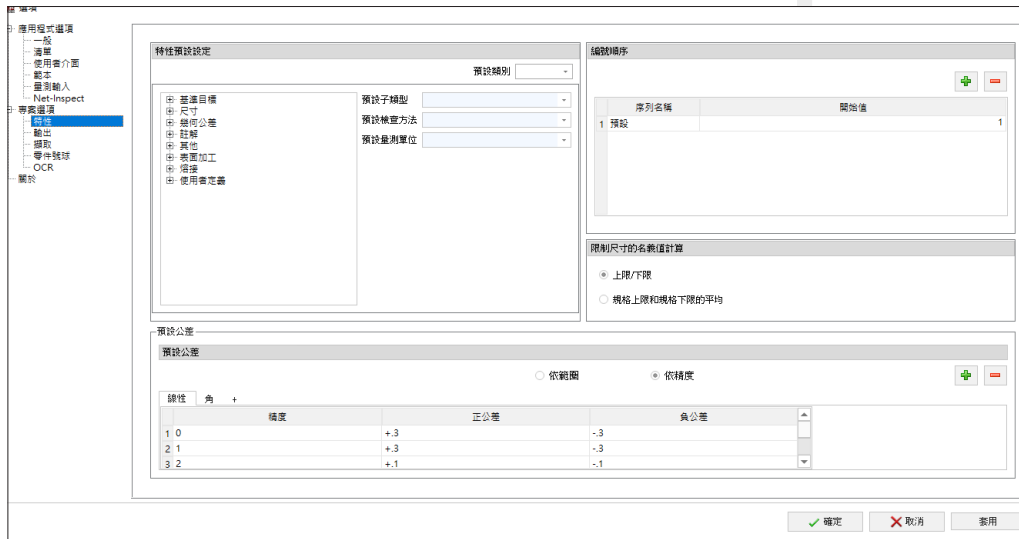 選項
應用程式選項
一般
清單
使用者介面
範本
量測輸入
Net-Inspect
專案選項
特性
輸出
擷取
零件號球
OCR
關於
特性預設設定
預設類別
基準目標
尺寸
幾何公差
註解
其他
表面加工
熔接
使用者定義
預設子類型
預設檢查方法
預設量測單位
編號順序
序列名稱 開始值
1 預設 1
限制尺寸的名義值計算
上限/下限
規格上限和規格下限的平均
預設公差
預設公差
依範圍 依精度
線性 角 +
精度 正公差 負公差
1 0 +.3 -.3
2 1 +.3 -.3
3 2 +.1 -.1
確定 取消 套用